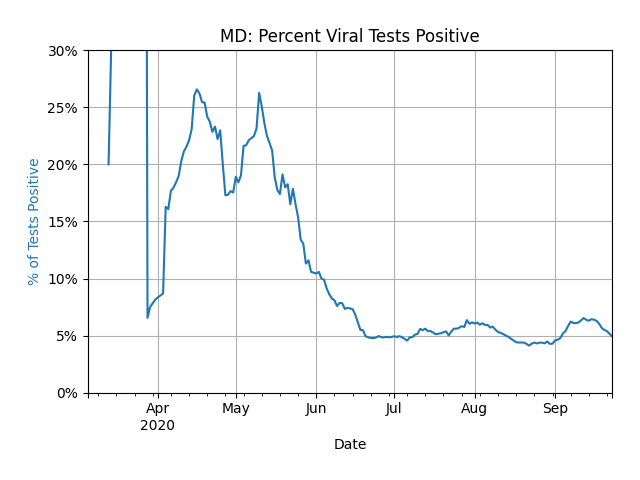 MD: Percent Viral Tests Positive
30%
25%
20%
15%
10%
5%
0%
% of Tests Positive
Apr
2020
May
Jun
Jul
Aug
Sep
Date